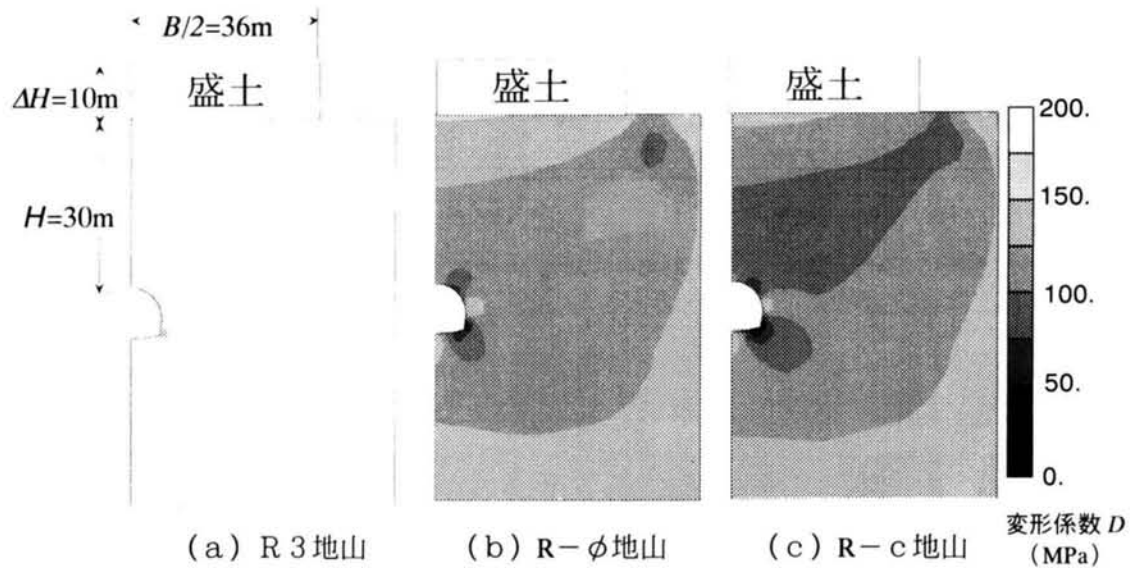 B/2=36m
ΔH=10m
盛土
盛土
盛土
H=30m
200.
150.
100.
50.
0.
変形係数 D
(MPa)
(a) R3地山
(b) R-φ地山
(c) R-c地山